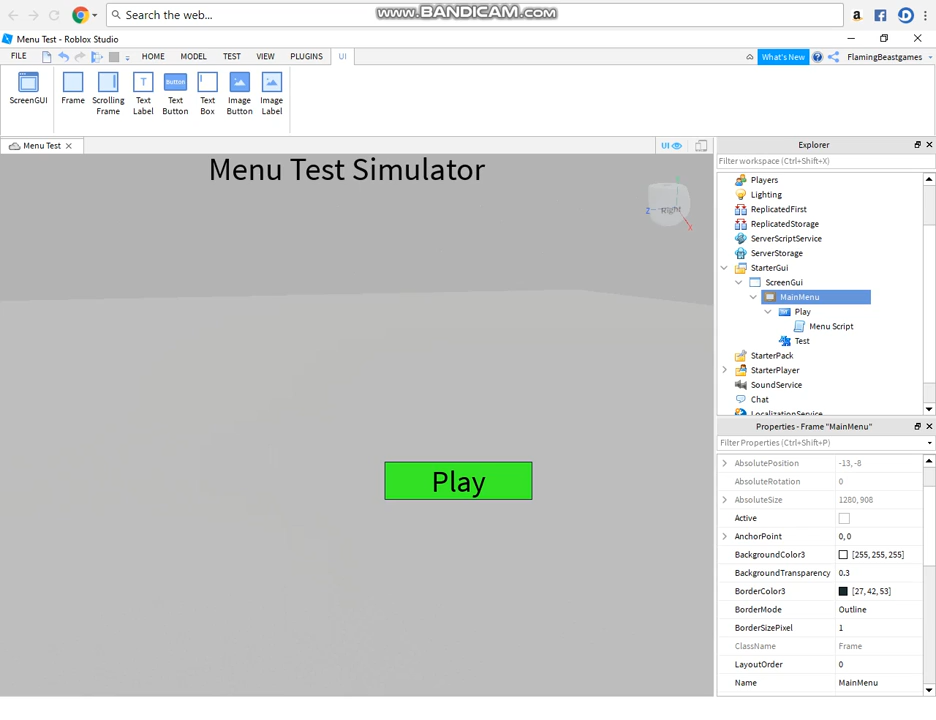 Search the web...
www.BANDICAM.com
Menu Test - Roblox Studio
FILE HOME MODEL TEST VIEW PLUGINS UI What's New FlamingBeastgames
ScreenGUI
Frame
Scrolling Frame
Text Label
Button
Text Button
Text Box
Image Button
Image Label
Menu Test
UI
Explorer
Filter workspace (Ctrl+Shift+X)
Menu Test Simulator
Right
Z
X
Play
Players
Lighting
ReplicatedFirst
ReplicatedStorage
ServerScriptService
ServerStorage
StarterGui
ScreenGui
MainMenu
Play
Menu Script
Test
StarterPack
StarterPlayer
SoundService
Chat
LocalizationService
Properties - Frame "MainMenu"
Filter Properties (Ctrl+Shift+P)
AbsolutePosition -13, -8
AbsoluteRotation 0
AbsoluteSize 1280, 908
Active
AnchorPoint 0, 0
BackgroundColor3 [255, 255, 255]
BackgroundTransparency 0.3
BorderColor3 [27, 42, 53]
BorderMode Outline
BorderSizePixel 1
ClassName Frame
LayoutOrder 0
Name MainMenu